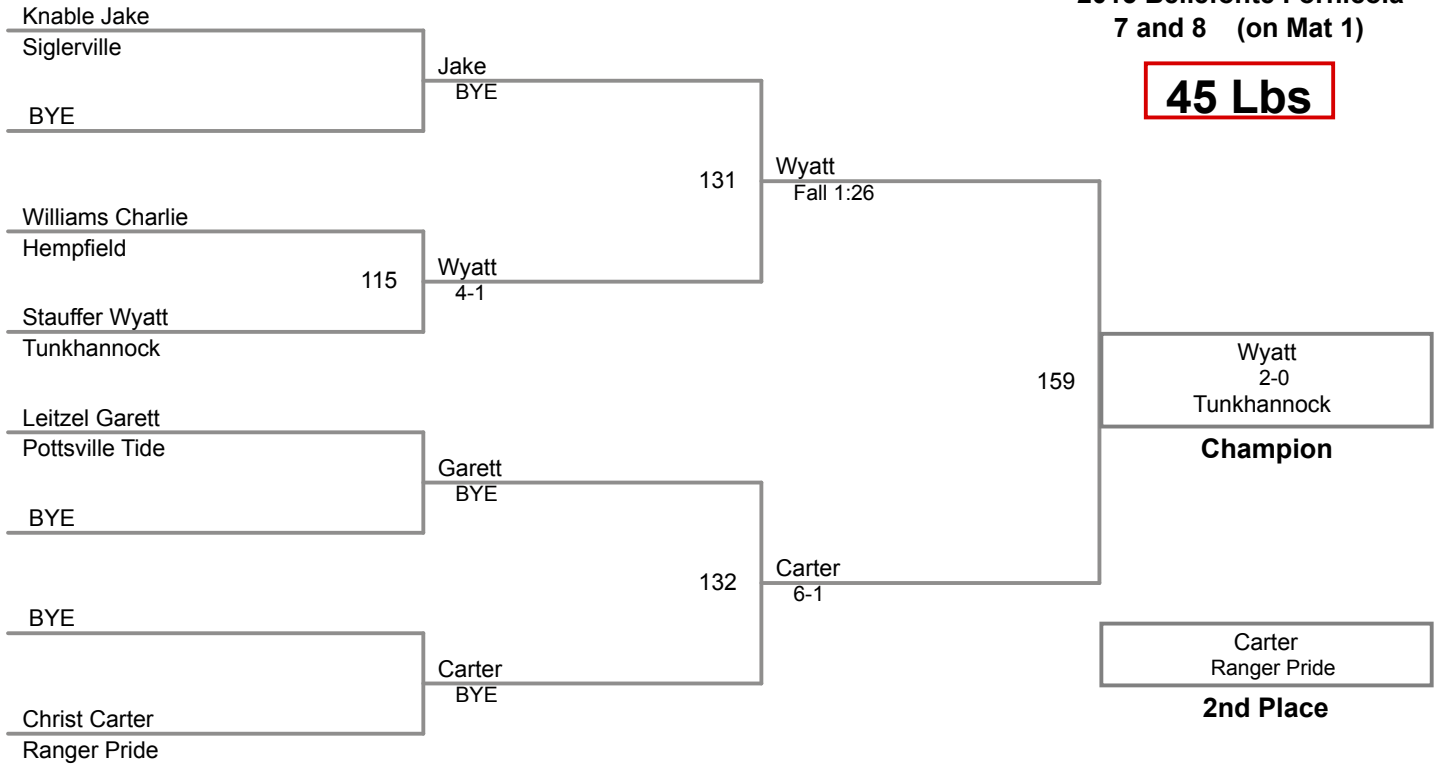 Knable Jake
Siglerville
BYE
Williams Charlie
Hempfield
115
Stauffer Wyatt
Tunkhannock
Leitzel Garett
Pottsville Tide
BYE
BYE
Christ Carter
Ranger Pride
Jake
BYE
131
Wyatt
4-1
Garett
BYE
132
Carter
BYE
Wyatt
Fall 1:26
159
Carter
6-1
7 and 8 (on Mat 1)
45 Lbs
Wyatt
2-0
Tunkhannock
Champion
Carter
Ranger Pride
2nd Place